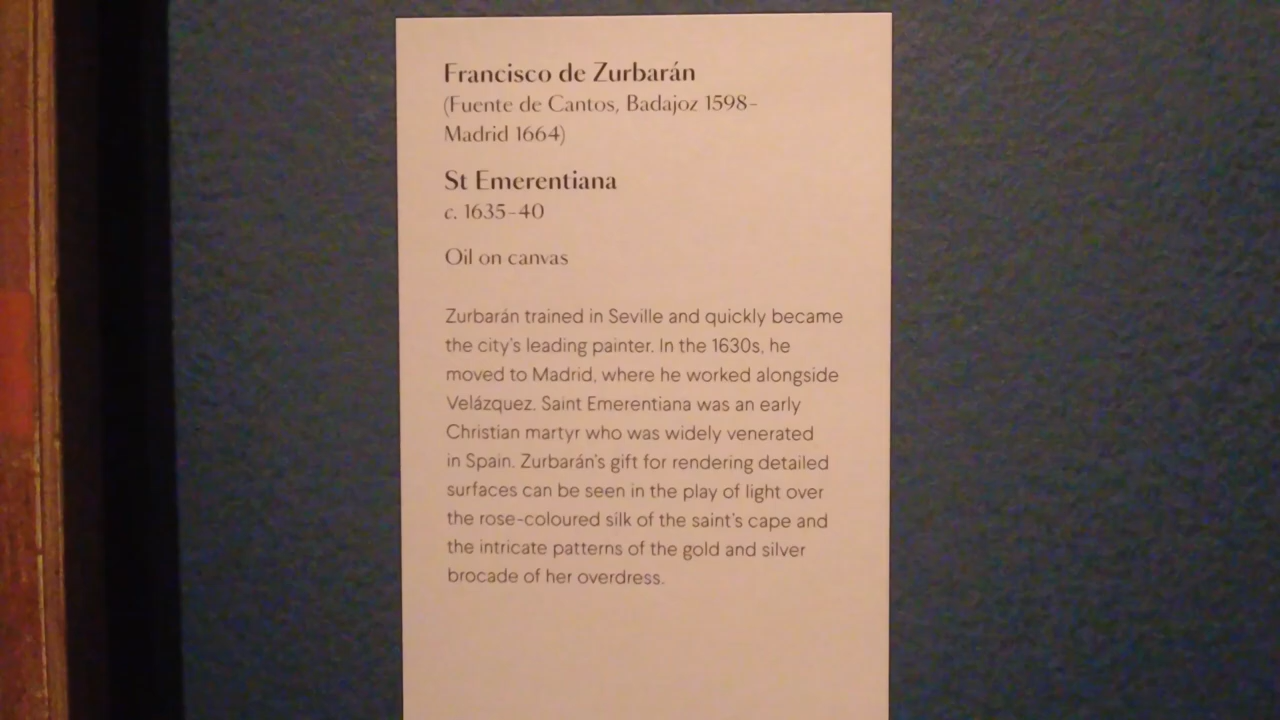 Francisco de Zurbarán
(Fuente de Cantos, Badajoz 1598–
Madrid 1664)
St Emerentiana
c. 1635–40
Oil on canvas
Zurbarán trained in Seville and quickly became
the city's leading painter. In the 1630s, he
moved to Madrid, where he worked alongside
Velázquez. Saint Emerentiana was an early
Christian martyr who was widely venerated
in Spain. Zurbarán's gift for rendering detailed
surfaces can be seen in the play of light over
the rose-coloured silk of the saint's cape and
the intricate patterns of the gold and silver
brocade of her overdress.